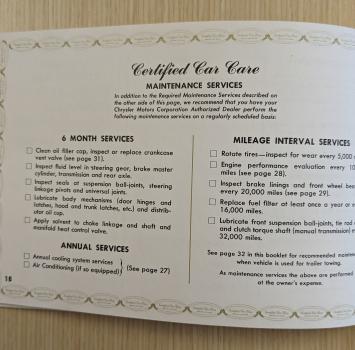 Certified Car Care
MAINTENANCE SERVICES
In addition to the Required Maintenance Services described on
the other side of this page, we recommend that you have your
Chrysler Motors Corporation Authorized Dealer perform the
following maintenance services on a regularly scheduled basis:
6 MONTH SERVICES
Clean oil filler cap, inspect or replace crankcase
vent valve (see page 31).
Inspect fluid level in steering gear, brake master
cylinder, transmission and rear axle.
Inspect seals at suspension ball-joints, steering
linkage pivots and universal joints.
Lubricate body mechanisms (door hinges and
latches, hood and trunk latches, etc.) and distrib-
utor oil cup.
Apply solvent to choke linkage and shaft and
manifold heat control valve.
ANNUAL SERVICES
Annual cooling system services
Air Conditioning (if so equipped) (See page 27)
18
MILEAGE INTERVAL SERVICES
Rotate tires—inspect for wear every 5,000
Engine performance evaluation every
miles (see page 28).
Inspect brake linings and front wheel
every 20,000 miles (see page 29).
Replace fuel filter at least once a year or
16,000 miles.
Lubricate front suspension ball-joints, tie rod
and clutch torque shaft (manual transmission)
32,000 miles.
See page 32 in this booklet for recommended
when vehicle is used for trailer towing.
As maintenance services the above are performed
at the owner's expense.